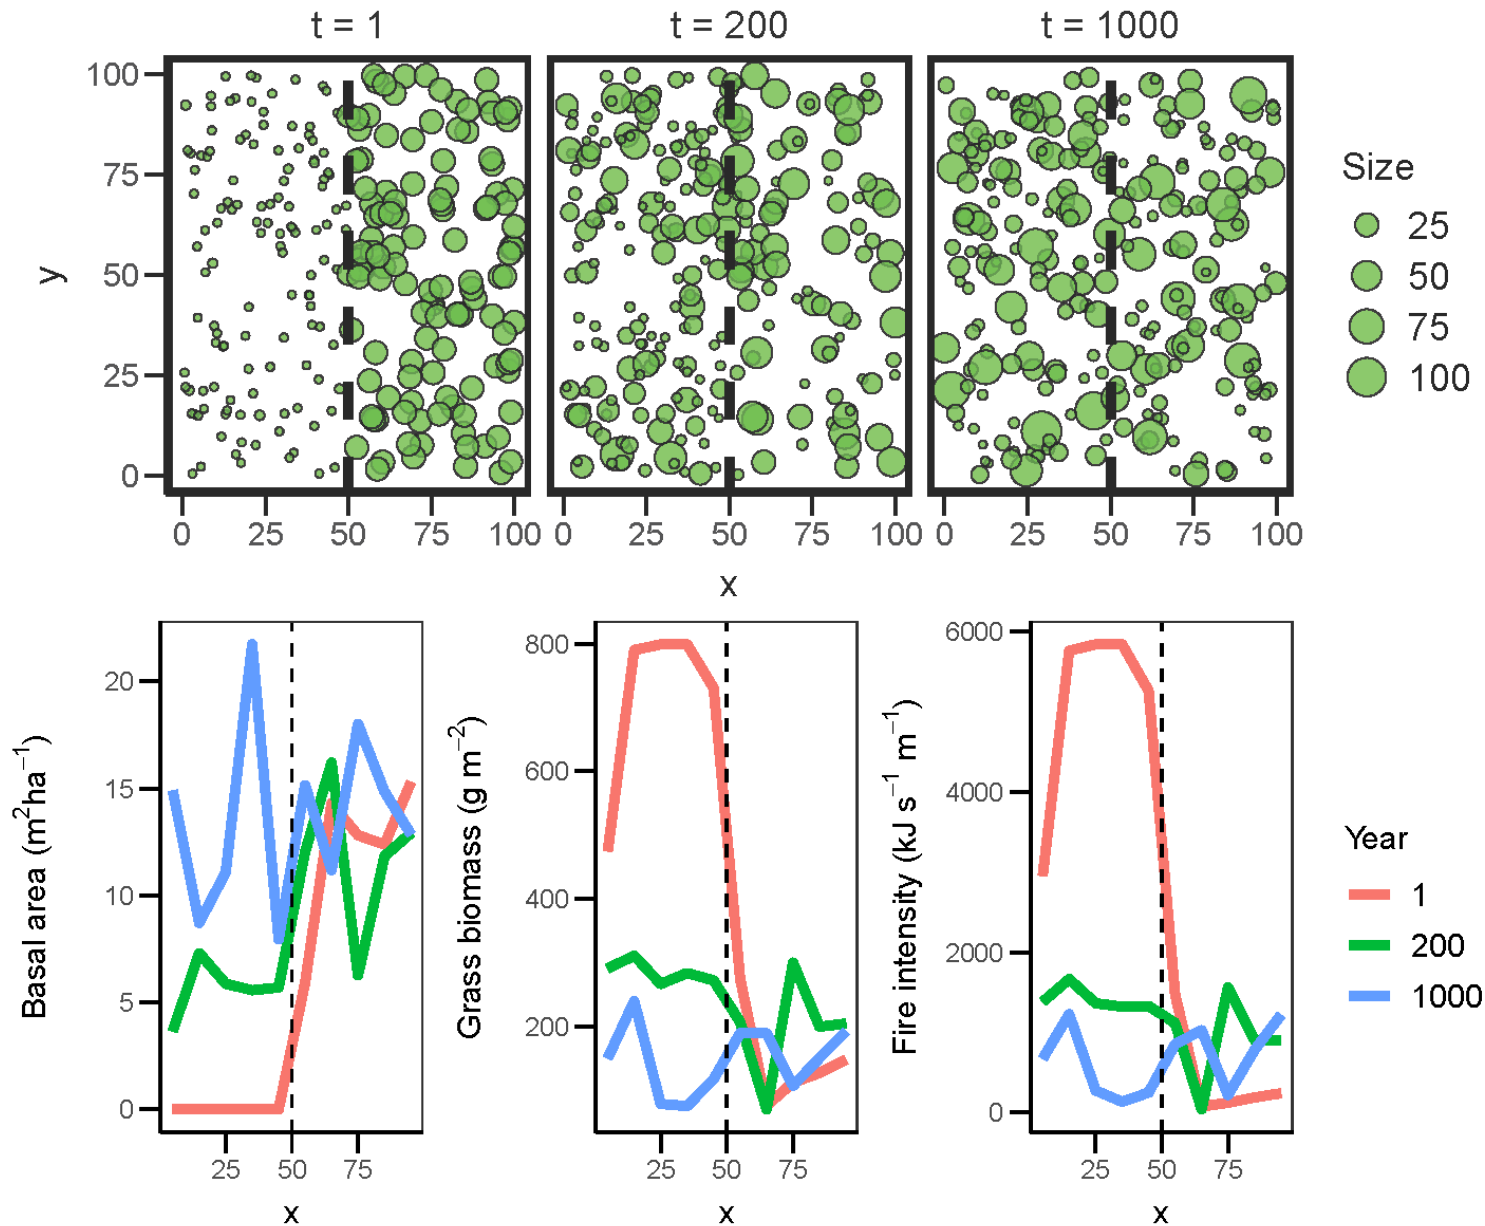 t = 1
t = 200
t = 1000
100
75
50
25
0
y
0 25 50 75 100
0 25 50 75 100
0 25 50 75 100
x
Size
25
50
75
100
20
15
10
5
0
Basal area (m²ha⁻¹)
25 50 75
x
800
600
400
200
Grass biomass (g m⁻²)
25 50 75
x
6000
4000
2000
0
Fire intensity (kJ s⁻¹ m⁻¹)
25 50 75
x
Year
1
200
1000